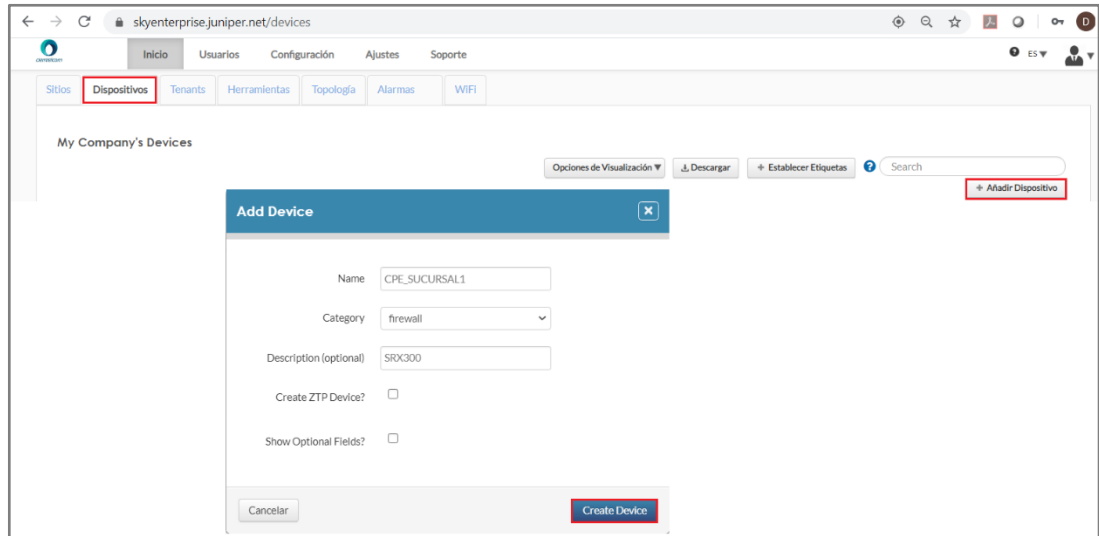 skyenterprise.juniper.net/devices
D
Inicio Usuarios Configuración Ajustes Soporte
? ES
Sitios Dispositivos Tenants Herramientas Topología Alarmas WiFi
My Company's Devices
Opciones de Visualización Descargar + Establecer Etiquetas ? Search
+ Añadir Dispositivo
Add Device x
Name CPE_SUCURSAL1
Category firewall
Description (optional) SRX300
Create ZTP Device?
Show Optional Fields?
Cancelar Create Device